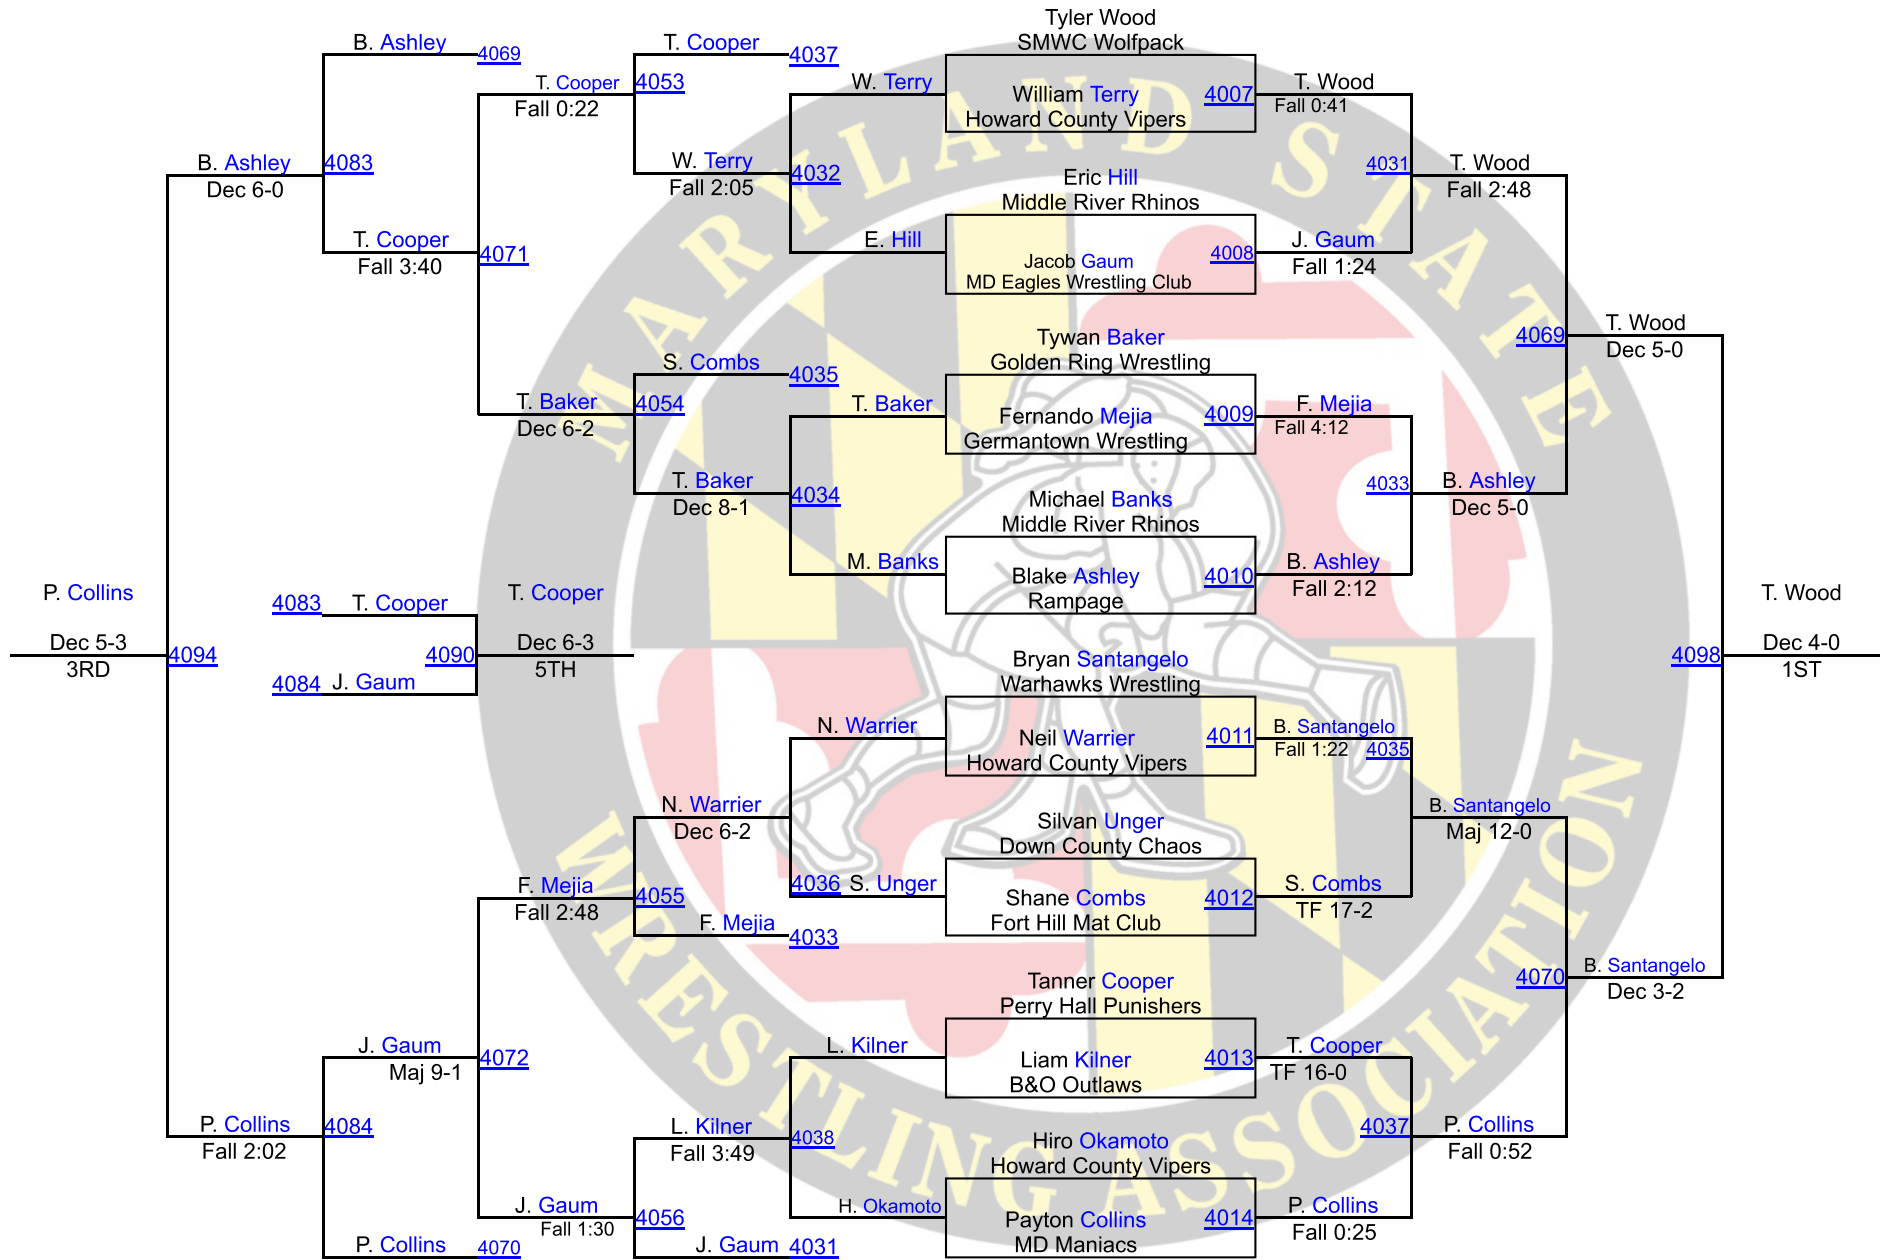 Tyler Wood
SMWC Wolfpack
B. Ashley
4069
T. Cooper
4037
T. Cooper
4053
Fall 0:22
W. Terry
William Terry
4007
Howard County Vipers
T. Wood
Fall 0:41
B. Ashley
4083
Dec 6-0
W. Terry
4032
Fall 2:05
Eric Hill
Middle River Rhinos
4031
T. Wood
Fall 2:48
T. Cooper
4071
Fall 3:40
E. Hill
Jacob Gaum
4008
MD Eagles Wrestling Club
J. Gaum
Fall 1:24
Tywan Baker
Golden Ring Wrestling
4069
T. Wood
Dec 5-0
S. Combs
4035
T. Baker
4054
Dec 6-2
T. Baker
Fernando Mejia
4009
Germantown Wrestling
F. Mejia
Fall 4:12
T. Baker
4034
Dec 8-1
Michael Banks
Middle River Rhinos
4033
B. Ashley
Dec 5-0
M. Banks
Blake Ashley
4010
Rampage
B. Ashley
Fall 2:12
P. Collins
Dec 5-3
3RD
4094
4083
T. Cooper
4084
J. Gaum
4090
T. Cooper
Dec 6-3
5TH
T. Wood
4098
Dec 4-0
1ST
Bryan Santangelo
Warhawks Wrestling
N. Warrier
Neil Warrier
4011
Howard County Vipers
B. Santangelo
Fall 1:22
4035
N. Warrier
Dec 6-2
Silvan Unger
Down County Chaos
B. Santangelo
Maj 12-0
F. Mejia
4055
Fall 2:48
4036
S. Unger
Shane Combs
4012
Fort Hill Mat Club
S. Combs
TF 17-2
F. Mejia
4033
Tanner Cooper
Perry Hall Punishers
4070
B. Santangelo
Dec 3-2
J. Gaum
4072
Maj 9-1
L. Kilner
Liam Kilner
4013
B&O Outlaws
T. Cooper
TF 16-0
P. Collins
4084
Fall 2:02
L. Kilner
4038
Fall 3:49
Hiro Okamoto
Howard County Vipers
4037
P. Collins
Fall 0:52
J. Gaum
4056
Fall 1:30
H. Okamoto
Payton Collins
4014
MD Maniacs
P. Collins
Fall 0:25
P. Collins
4070
J. Gaum
4031
MARYLAND STATE
WRESTLING ASSOCIATION